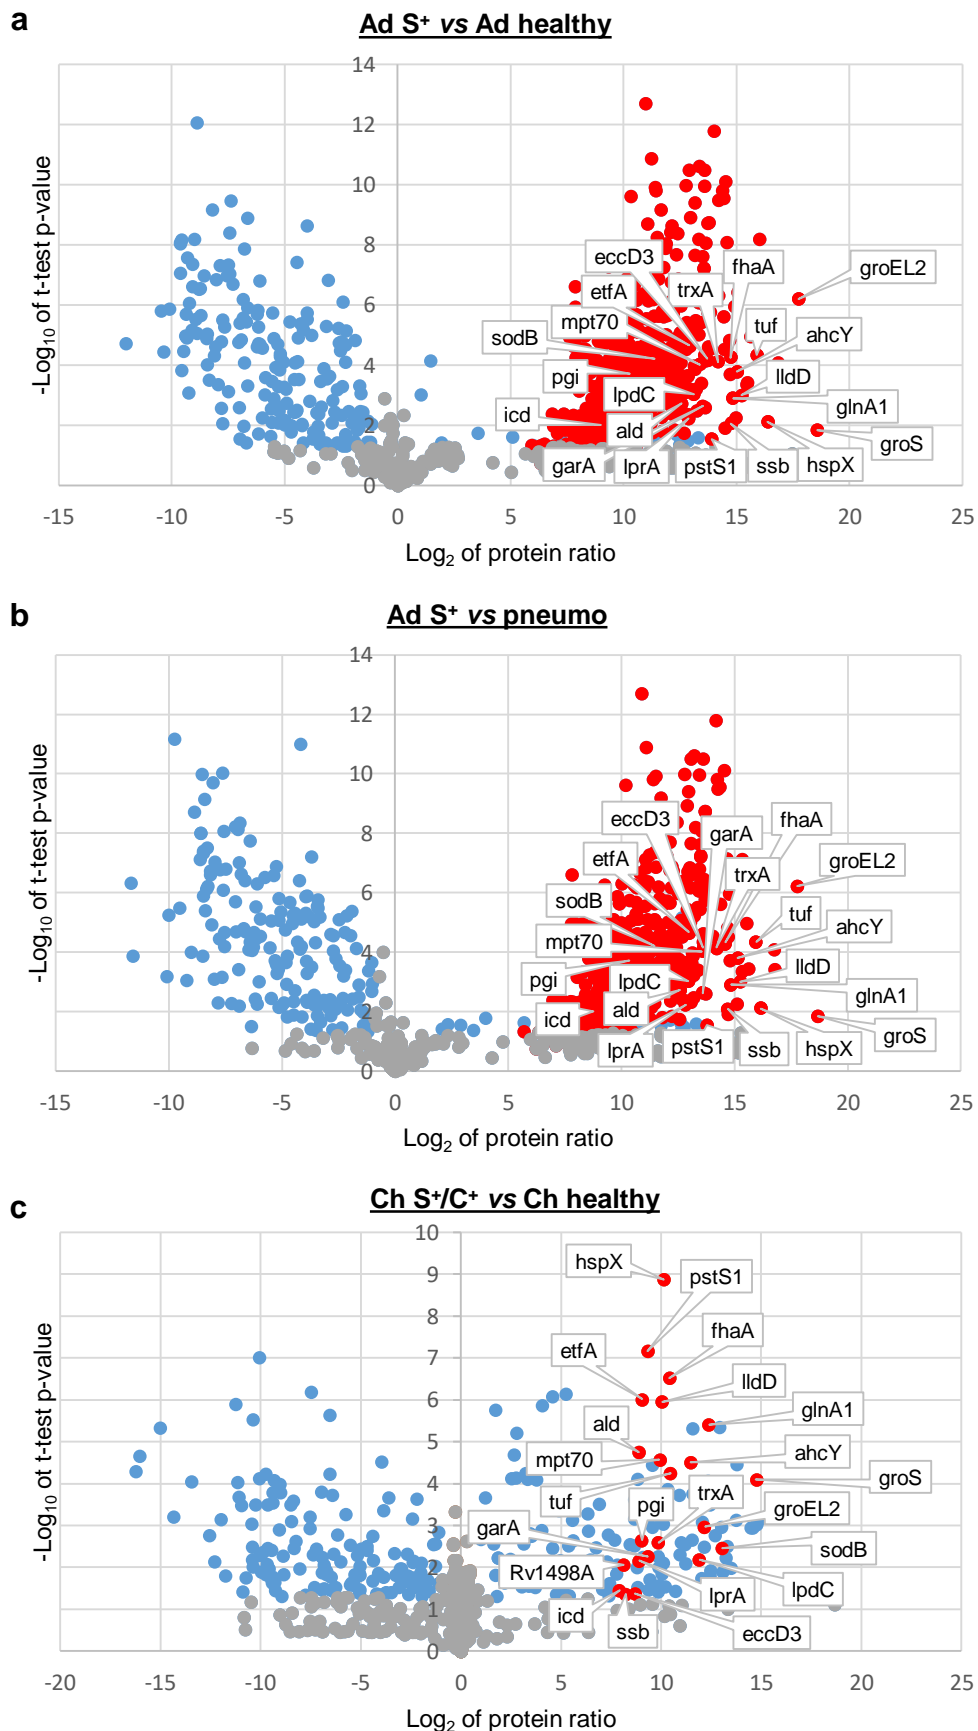 a
Ad S⁺ vs Ad healthy
14
12
10
8
6
4
2
0
-Log₁₀ of t-test p-value
eccD3
trxA
fhaA
groEL2
etfA
mpt70
tuf
ahcY
sodB
pgi
lpdC
lldD
icd
ald
glnA1
garA
lprA
pstS1
ssb
hspX
groS
-15 -10 -5 0 5 10 15 20 25
Log₂ of protein ratio
b
Ad S⁺ vs pneumo
14
12
10
8
6
4
2
0
-Log₁₀ of t-test p-value
eccD3
garA
fhaA
etfA
trxA
groEL2
sodB
tuf
ahcY
mpt70
pgi
lpdC
lldD
icd
ald
glnA1
lprA
pstS1
ssb
hspX
groS
-15 -10 -5 0 5 10 15 20 25
Log₂ of protein ratio
c
Ch S⁺/C⁺ vs Ch healthy
10
9
8
7
6
5
4
3
2
1
0
-Log₁₀ of t-test p-value
hspX
pstS1
fhaA
etfA
lldD
ald
glnA1
mpt70
ahcY
tuf
pgi
trxA
groS
garA
groEL2
sodB
Rv1498A
lprA
lpdC
icd
ssb
eccD3
-20 -15 -10 -5 0 5 10 15 20 25
Log₂ of protein ratio